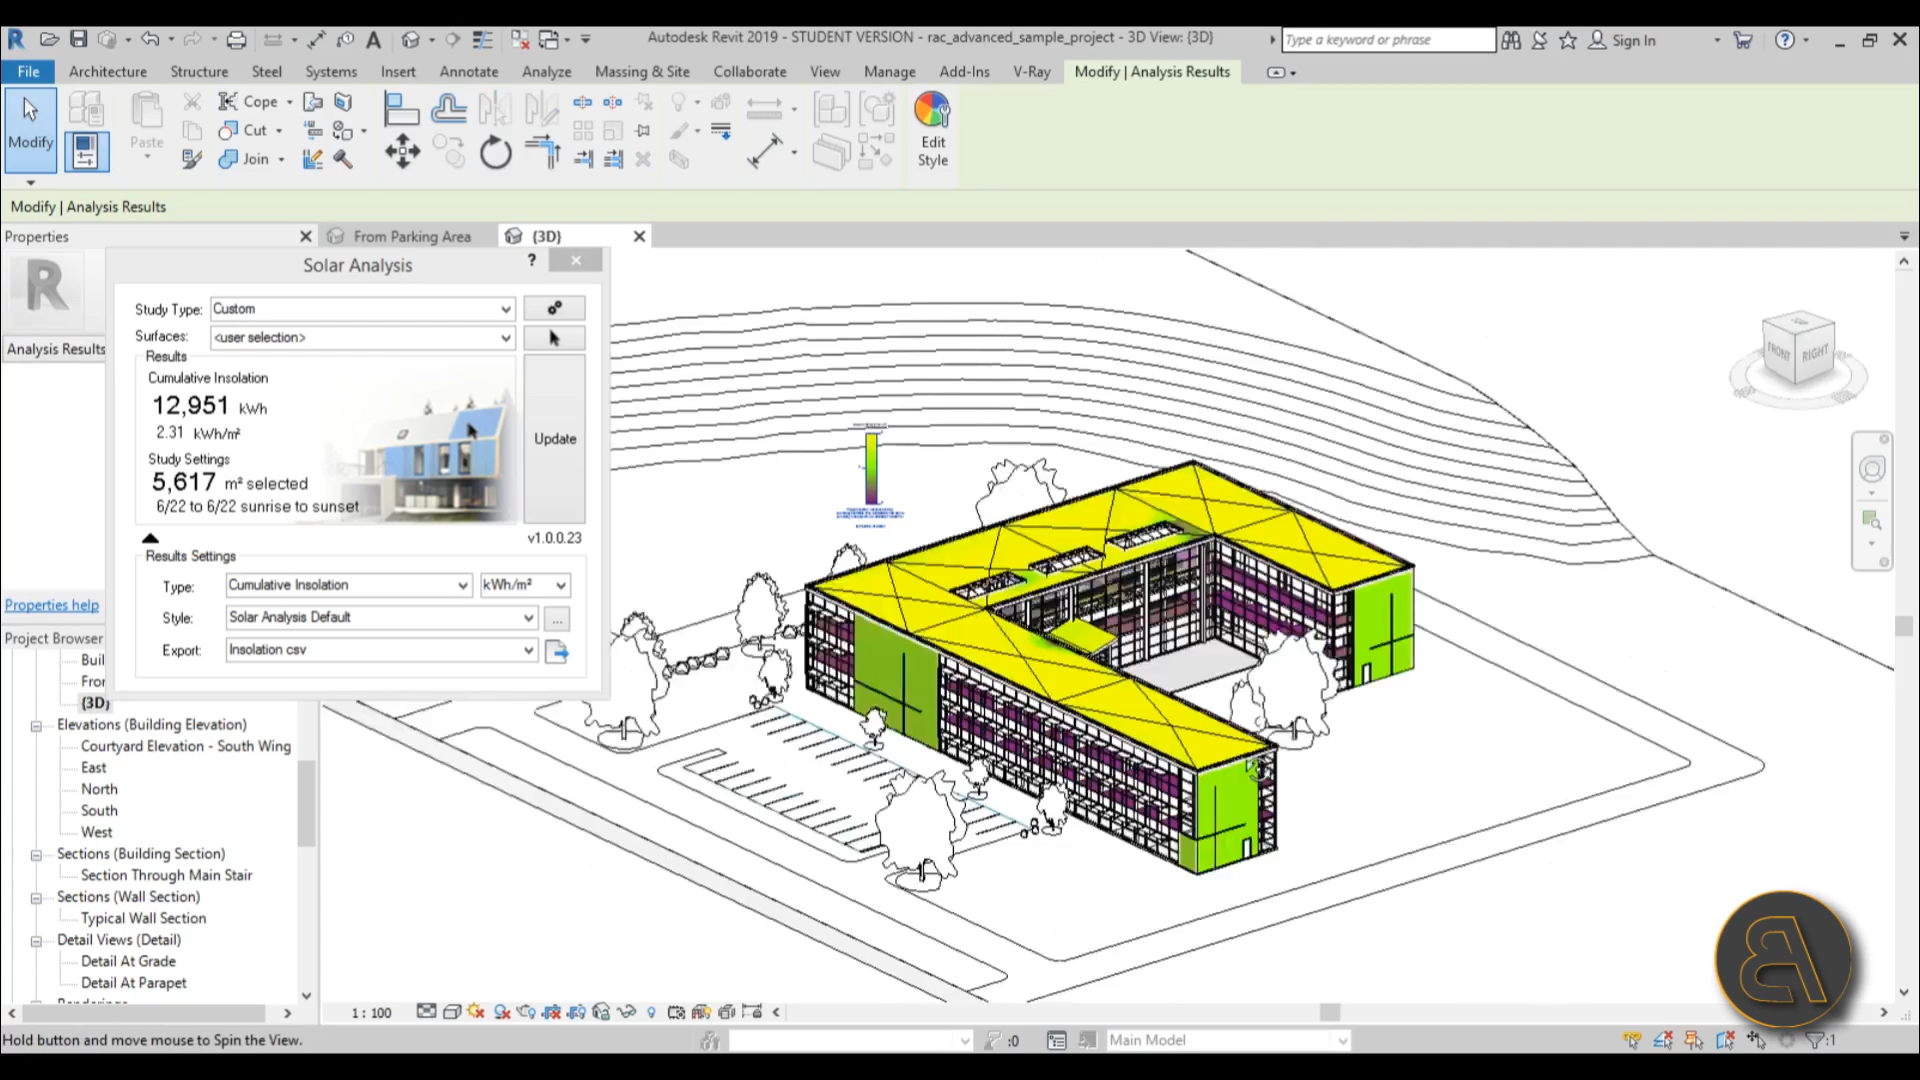 Autodesk Revit 2019 - STUDENT VERSION - rac_advanced_sample_project - 3D View: {3D}
Type a keyword or phrase
Sign In
File Architecture Structure Steel Systems Insert Annotate Analyze Massing & Site Collaborate View Manage Add-Ins V-Ray Modify | Analysis Results
Modify
Paste
Cope
Cut
Join
Edit
Style
Modify | Analysis Results
Properties
From Parking Area
{3D}
R
Analysis Results
Solar Analysis
?
Study Type: Custom
Surfaces: <user selection>
Results
Cumulative Insolation
12,951 kWh
2.31 kWh/m²
Study Settings
5,617 m² selected
6/22 to 6/22 sunrise to sunset
Update
v1.0.0.23
Results Settings
Type: Cumulative Insolation kWh/m²
Style: Solar Analysis Default ...
Export: Insolation csv
Properties help
Project Browser
Buil
Fror
{3D}
Elevations (Building Elevation)
Courtyard Elevation - South Wing
East
North
South
West
Sections (Building Section)
Section Through Main Stair
Sections (Wall Section)
Typical Wall Section
Detail Views (Detail)
Detail At Grade
Detail At Parapet
TOP
FRONT
RIGHT
1 : 100
Hold button and move mouse to Spin the View.
:0
Main Model
:1